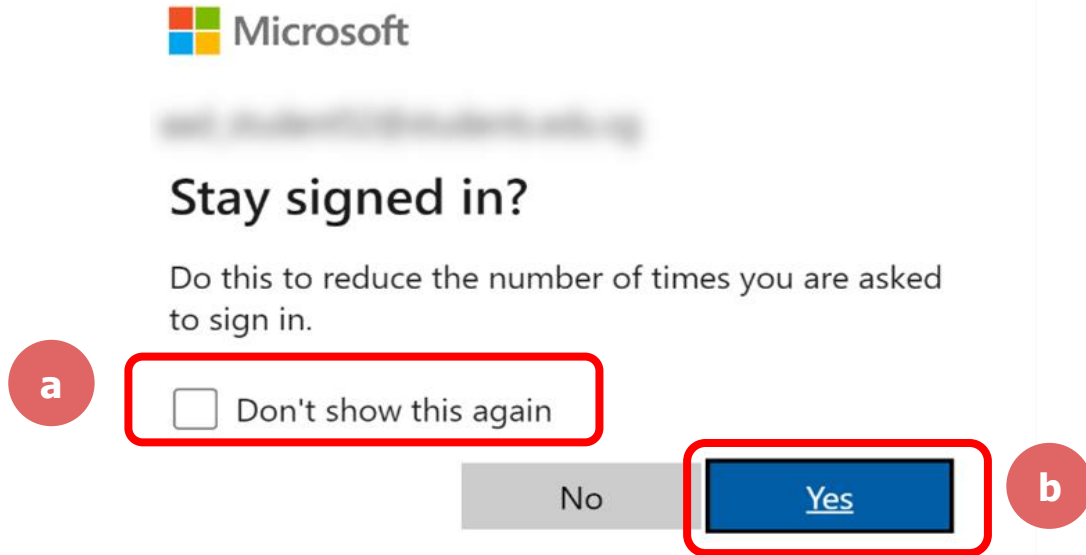 Microsoft
Stay signed in?
Do this to reduce the number of times you are asked
to sign in.
a
Don't show this again
No
Yes
b